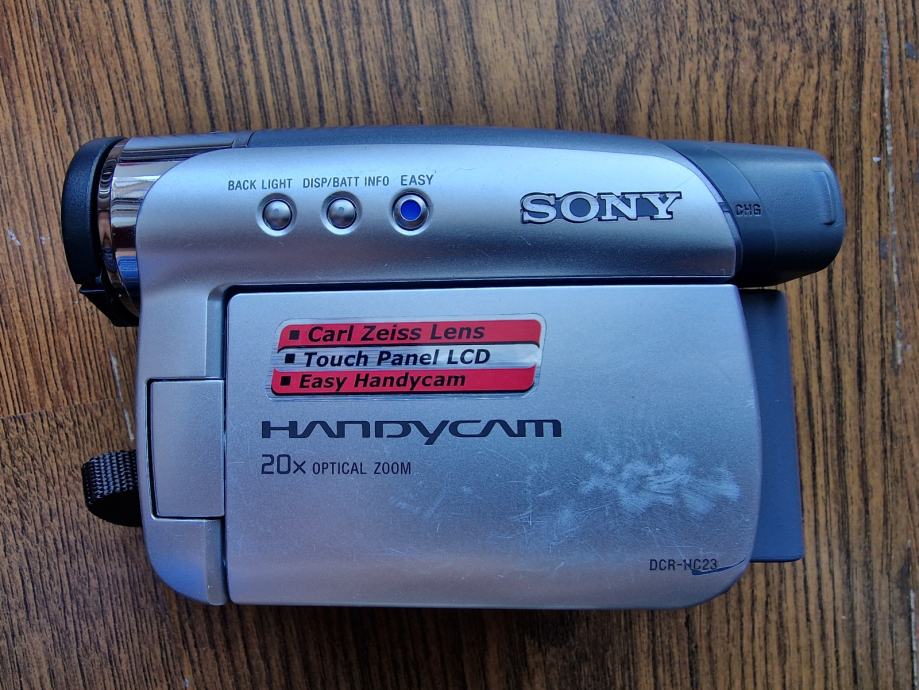 BACK LIGHT DISP/BATT INFO EASY
SONY
CHG
Carl Zeiss Lens
Touch Panel LCD
Easy Handycam
HANDYCAM
20x OPTICAL ZOOM
DCR-HC23